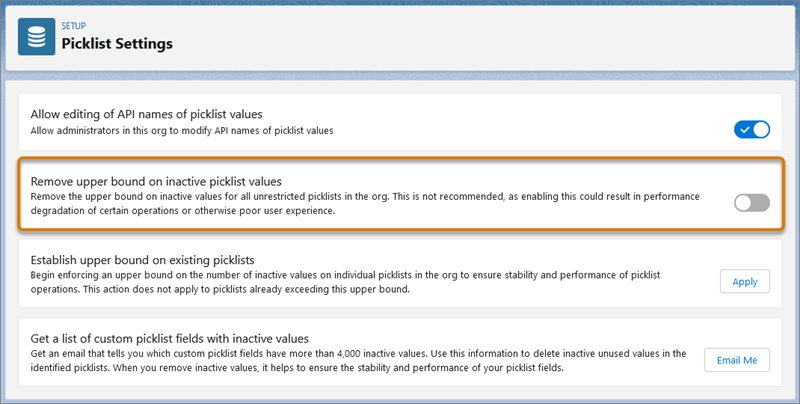 SETUP
Picklist Settings
Allow editing of API names of picklist values
Allow administrators in this org to modify API names of picklist values
Remove upper bound on inactive picklist values
Remove the upper bound on inactive values for all unrestricted picklists in the org. This is not recommended, as enabling this could result in performance
degradation of certain operations or otherwise poor user experience.
Establish upper bound on existing picklists
Begin enforcing an upper bound on the number of inactive values on individual picklists in the org to ensure stability and performance of picklist
operations. This action does not apply to picklists already exceeding this upper bound.
Apply
Get a list of custom picklist fields with inactive values
Get an email that tells you which custom picklist fields have more than 4,000 inactive values. Use this information to delete inactive unused values in the
identified picklists. When you remove inactive values, it helps to ensure the stability and performance of your picklist fields.
Email Me